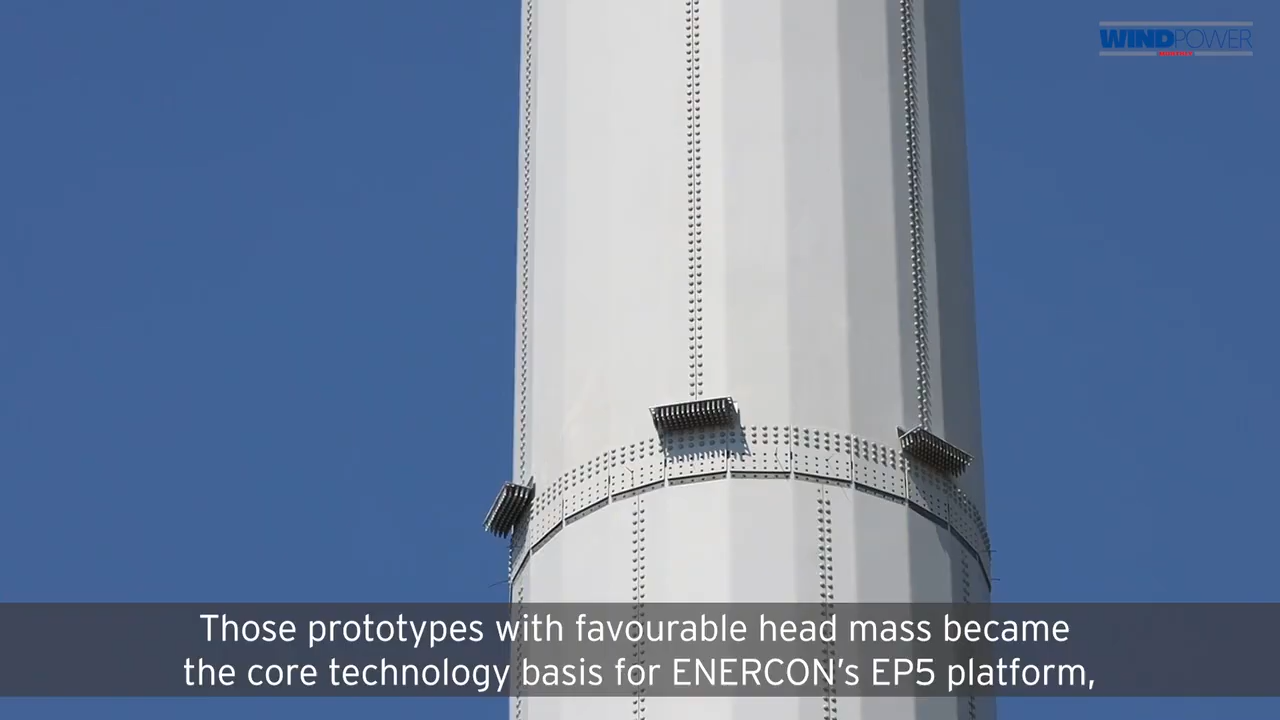 WINDPOWER
Those prototypes with favourable head mass became
the core technology basis for ENERCON's EP5 platform,